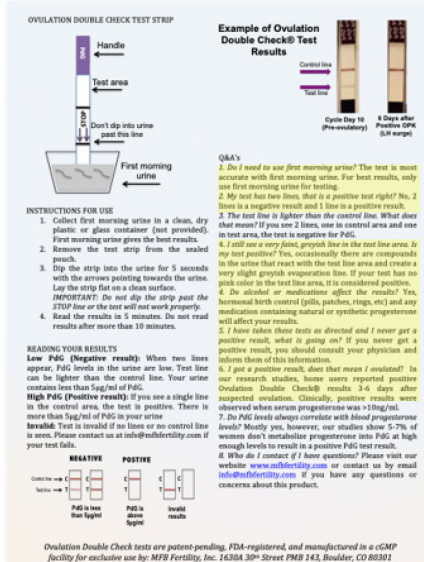 OVULATION DOUBLE CHECK TEST STRIP
PdG
Handle
Test area
STOP
Don't dip into urine
past this line
First morning
urine
INSTRUCTIONS FOR USE
1. Collect first morning urine in a clean, dry
plastic or glass container (not provided).
First morning urine gives the best results.
2. Remove the test strip from the sealed
pouch.
3. Dip the strip into the urine for 5 seconds
with the arrows pointing towards the urine.
Lay the strip flat on a clean surface.
IMPORTANT: Do not dip the strip past the
STOP line or the test will not work properly.
4. Read the results in 5 minutes. Do not read
results after more than 10 minutes.
READING YOUR RESULTS
Low PdG (Negative result): When two lines
appear, PdG levels in the urine are low. Test line
can be lighter than the control line. Your urine
contains less than 5µg/ml of PdG.
High PdG (Positive result): If you see a single line
in the control area, the test is positive. There is
more than 5µg/ml of PdG in your urine
Invalid: Test is invalid if no lines or no control line
is seen. Please contact us at info@mfbfertility.com if
your test fails.
NEGATIVE POSTIVE
Control line C C C
Test line T T T
PdG is less
than 5µg/ml
PdG is
above
5µg/ml
Invalid
results
Example of Ovulation
Double Check® Test
Results
Control line
Test line
Cycle Day 10
(Pre-ovulatory)
6 Days after
Positive OPK
(LH surge)
Q&A's
1. Do I need to use first morning urine? The test is most
accurate with first morning urine. For best results, only
use first morning urine for testing.
2. My test has two lines, that is a positive test right? No, 2
lines is a negative result and 1 line is a positive result.
3. The test line is lighter than the control line. What does
that mean? If you see 2 lines, one in control area and one
in test area, the test is negative for PdG.
4. I still see a very faint, greyish line in the test line area. Is
my test positive? Yes, occasionally there are compounds
in the urine that react with the test line area and create a
very slight greyish evaporation line. If your test has no
pink color in the test line area, it is considered positive.
4. Do alcohol or medications affect the results? Yes,
hormonal birth control (pills, patches, rings, etc) and any
medication containing natural or synthetic progesterone
will affect your results.
5. I have taken these tests as directed and I never get a
positive result, what is going on? If you never get a
positive result, you should consult your physician and
inform them of this information.
6. I got a positive result, does that mean I ovulated? In
our research studies, home users reported positive
Ovulation Double Check® results 3-6 days after
suspected ovulation. Clinically, positive results were
observed when serum progesterone was >10ng/ml.
7. Do PdG levels always correlate with blood progesterone
levels? Mostly yes, however, our studies show 5-7% of
women don't metabolize progesterone into PdG at high
enough levels to result in a positive PdG test result.
8. Who do I contact if I have questions? Please visit our
website www.mfbfertility.com or contact us by email
info@mfbfertility.com if you have any questions or
concerns about this product.
Ovulation Double Check tests are patent-pending, FDA-registered, and manufactured in a cGMP
facility for exclusive use by: MFB Fertility, Inc. 1630A 30th Street PMB 143, Boulder, CO 80301